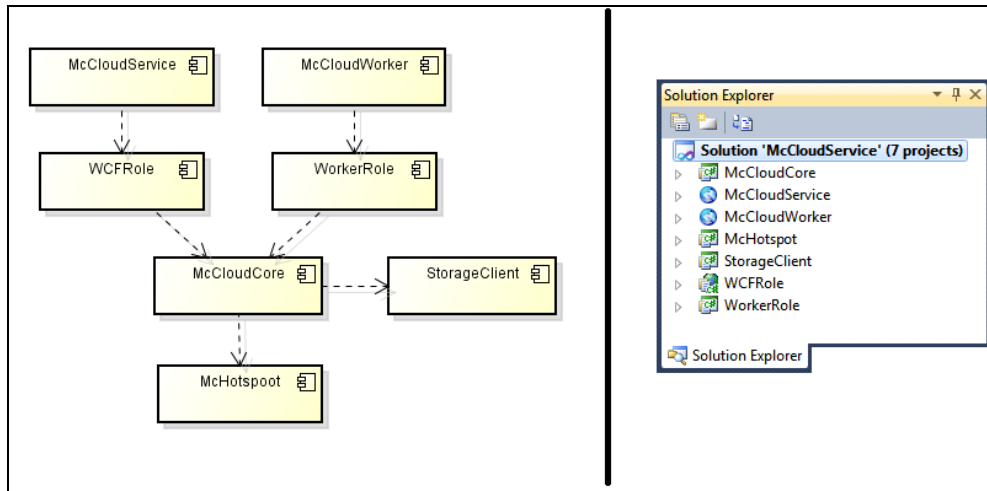 McCloudService
McCloudWorker
WCFRole
WorkerRole
McCloudCore
StorageClient
McHotspoot
Solution Explorer
Solution 'McCloudService' (7 projects)
McCloudCore
McCloudService
McCloudWorker
McHotspot
StorageClient
WCFRole
WorkerRole
Solution Explorer